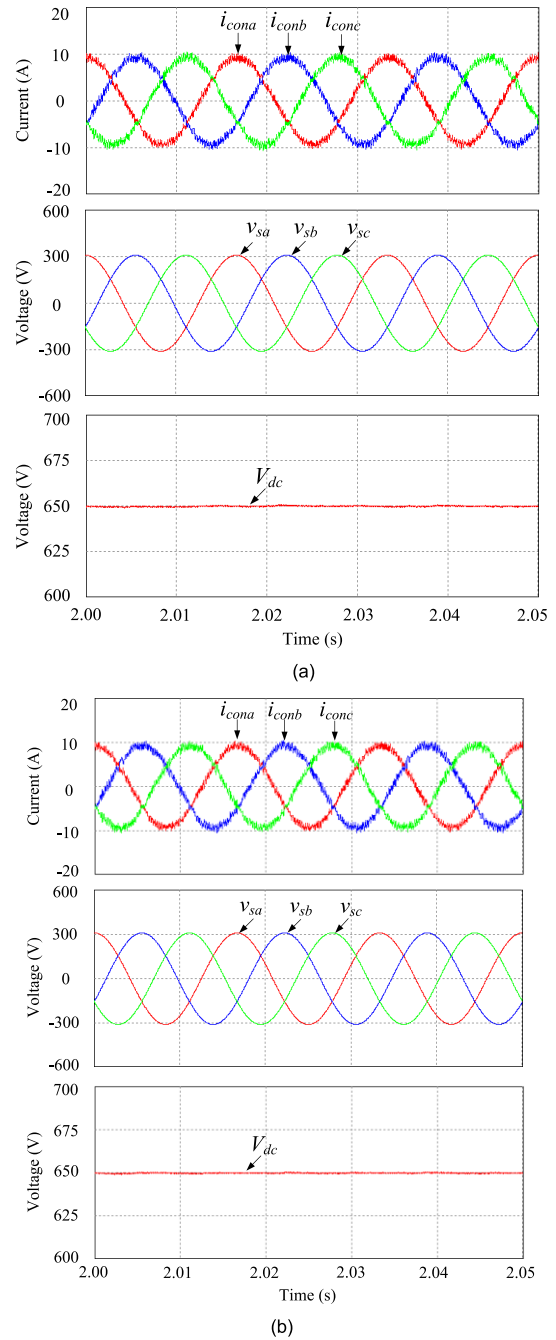 i_cona i_conb i_conc
20
10
0
-10
20
Current (A)
600
300
0
-300
-600
Voltage (V)
v_sa v_sb v_sc
700
675
650
625
600
Voltage (V)
V_dc
2.00 2.01 2.02 2.03 2.04 2.05
Time (s)
(a)
20
10
0
-10
-20
Current (A)
i_cona i_conb i_conc
600
300
0
-300
-600
Voltage (V)
v_sa v_sb v_sc
700
675
650
625
600
Voltage (V)
V_dc
2.00 2.01 2.02 2.03 2.04 2.05
Time (s)
(b)